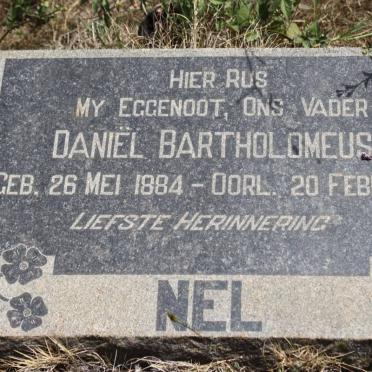 HIER RUS
MY EGGENOOT, ONS VADER
DANIËL BARTHOLOMEUS
GEB. 26 MEI 1884 - OORL. 20 FEB
LIEFSTE HERINNERING
NEL